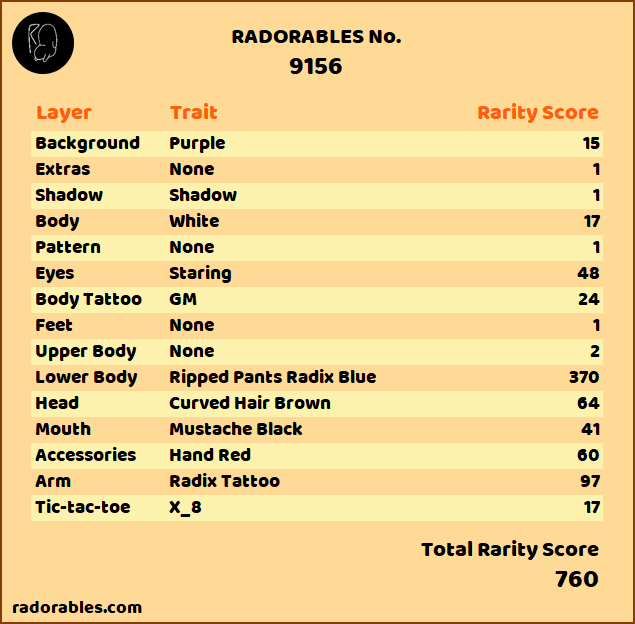 RADORABLES No.
9156
Layer Trait Rarity Score
Background Purple 15
Extras None 1
Shadow Shadow 1
Body White 17
Pattern None 1
Eyes Staring 48
Body Tattoo GM 24
Feet None 1
Upper Body None 2
Lower Body Ripped Pants Radix Blue 370
Head Curved Hair Brown 64
Mouth Mustache Black 41
Accessories Hand Red 60
Arm Radix Tattoo 97
Tic-tac-toe X_8 17
Total Rarity Score
760
radorables.com